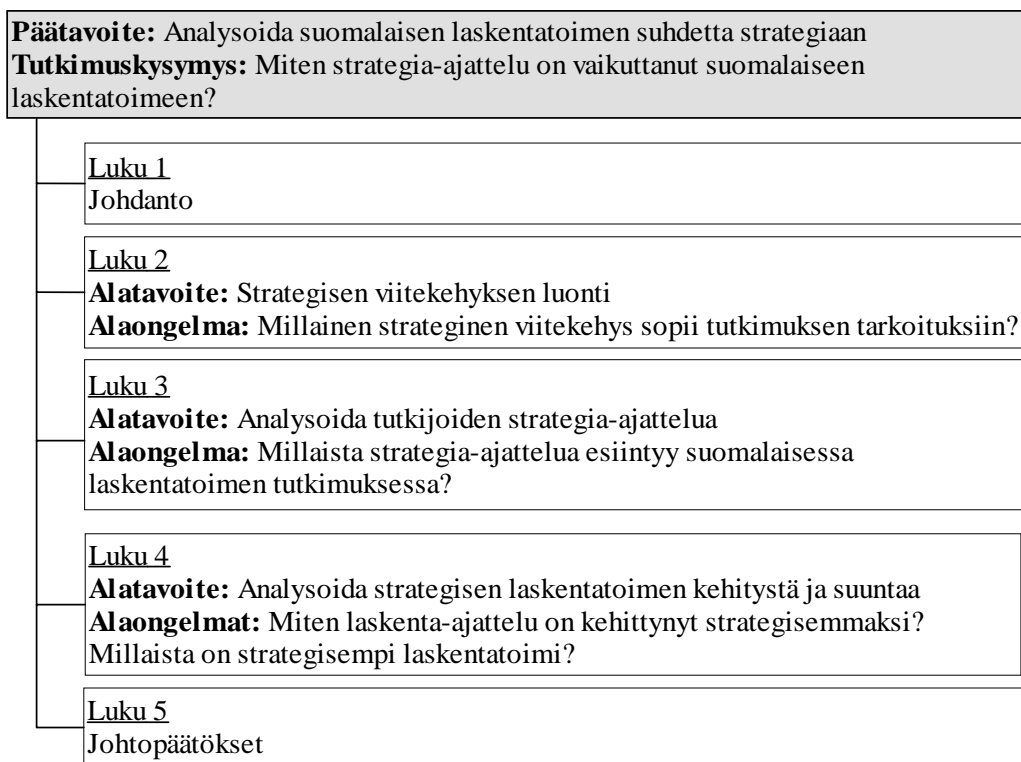 Päätavoite: Analysoida suomalaisen laskentatoimen suhdetta strategiaan
Tutkimuskysymys: Miten strategia-ajattelu on vaikuttanut suomalaiseen
laskentatoimeen?
Luku 1
Johdanto
Luku 2
Alatavoite: Strategisen viitekehyksen luonti
Alaongelma: Millainen strateginen viitekehys sopii tutkimuksen tarkoituksiin?
Luku 3
Alatavoite: Analysoida tutkijoiden strategia-ajattelua
Alaongelma: Millaista strategia-ajattelua esiintyy suomalaisessa
laskentatoimen tutkimuksessa?
Luku 4
Alatavoite: Analysoida strategisen laskentatoimen kehitystä ja suuntaa
Alaongelmat: Miten laskenta-ajattelu on kehittynyt strategisemmaksi?
Millaista on strategisempi laskentatoimi?
Luku 5
Johtopäätökset